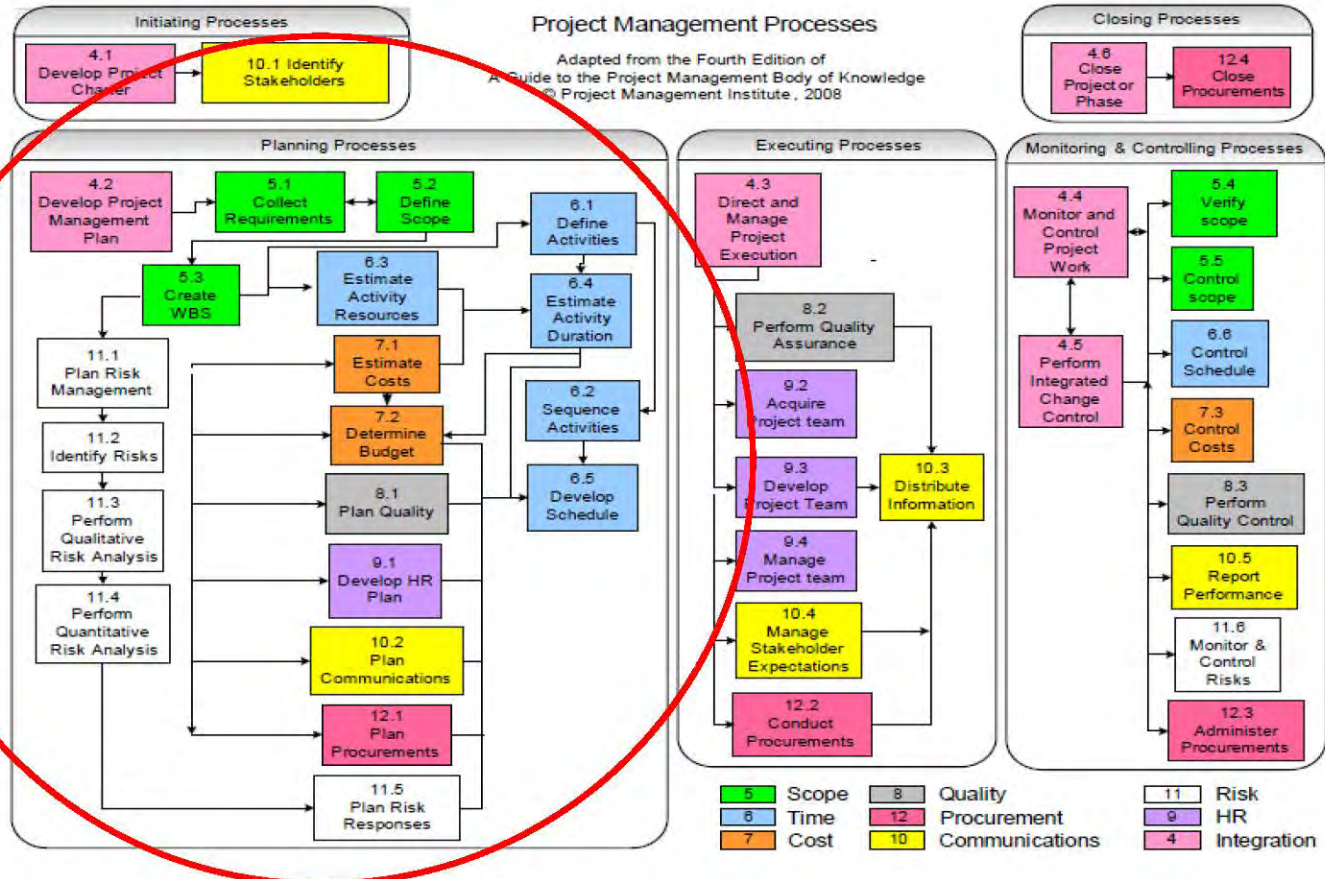 Project Management Processes
Adapted from the Fourth Edition of
A Guide to the Project Management Body of Knowledge
© Project Management Institute, 2008
Initiating Processes
4.1
Develop Project
Charter
10.1 Identify
Stakeholders
Closing Processes
4.6
Close
Project or
Phase
12.4
Close
Procurements
Planning Processes
4.2
Develop Project
Management
Plan
5.1
Collect
Requirements
5.2
Define
Scope
6.1
Define
Activities
5.3
Create
WBS
6.3
Estimate
Activity
Resources
6.4
Estimate
Activity
Duration
11.1
Plan Risk
Management
7.1
Estimate
Costs
11.2
Identify Risks
7.2
Determine
Budget
6.2
Sequence
Activities
11.3
Perform
Qualitative
Risk Analysis
8.1
Plan Quality
6.5
Develop
Schedule
11.4
Perform
Quantitative
Risk Analysis
9.1
Develop HR
Plan
10.2
Plan
Communications
12.1
Plan
Procurements
11.5
Plan Risk
Responses
Executing Processes
4.3
Direct and
Manage
Project
Execution
-
8.2
Perform Quality
Assurance
9.2
Acquire
Project team
9.3
Develop
Project Team
10.3
Distribute
Information
9.4
Manage
Project team
10.4
Manage
Stakeholder
Expectations
12.2
Conduct
Procurements
Monitoring & Controlling Processes
4.4
Monitor and
Control
Project
Work
5.4
Verify
scope
5.5
Control
scope
4.5
Perform
Integrated
Change
Control
6.6
Control
Schedule
7.3
Control
Costs
8.3
Perform
Quality Control
10.5
Report
Performance
11.6
Monitor &
Control
Risks
12.3
Administer
Procurements
5 Scope 8 Quality 11 Risk
6 Time 12 Procurement 9 HR
7 Cost 10 Communications 4 Integration